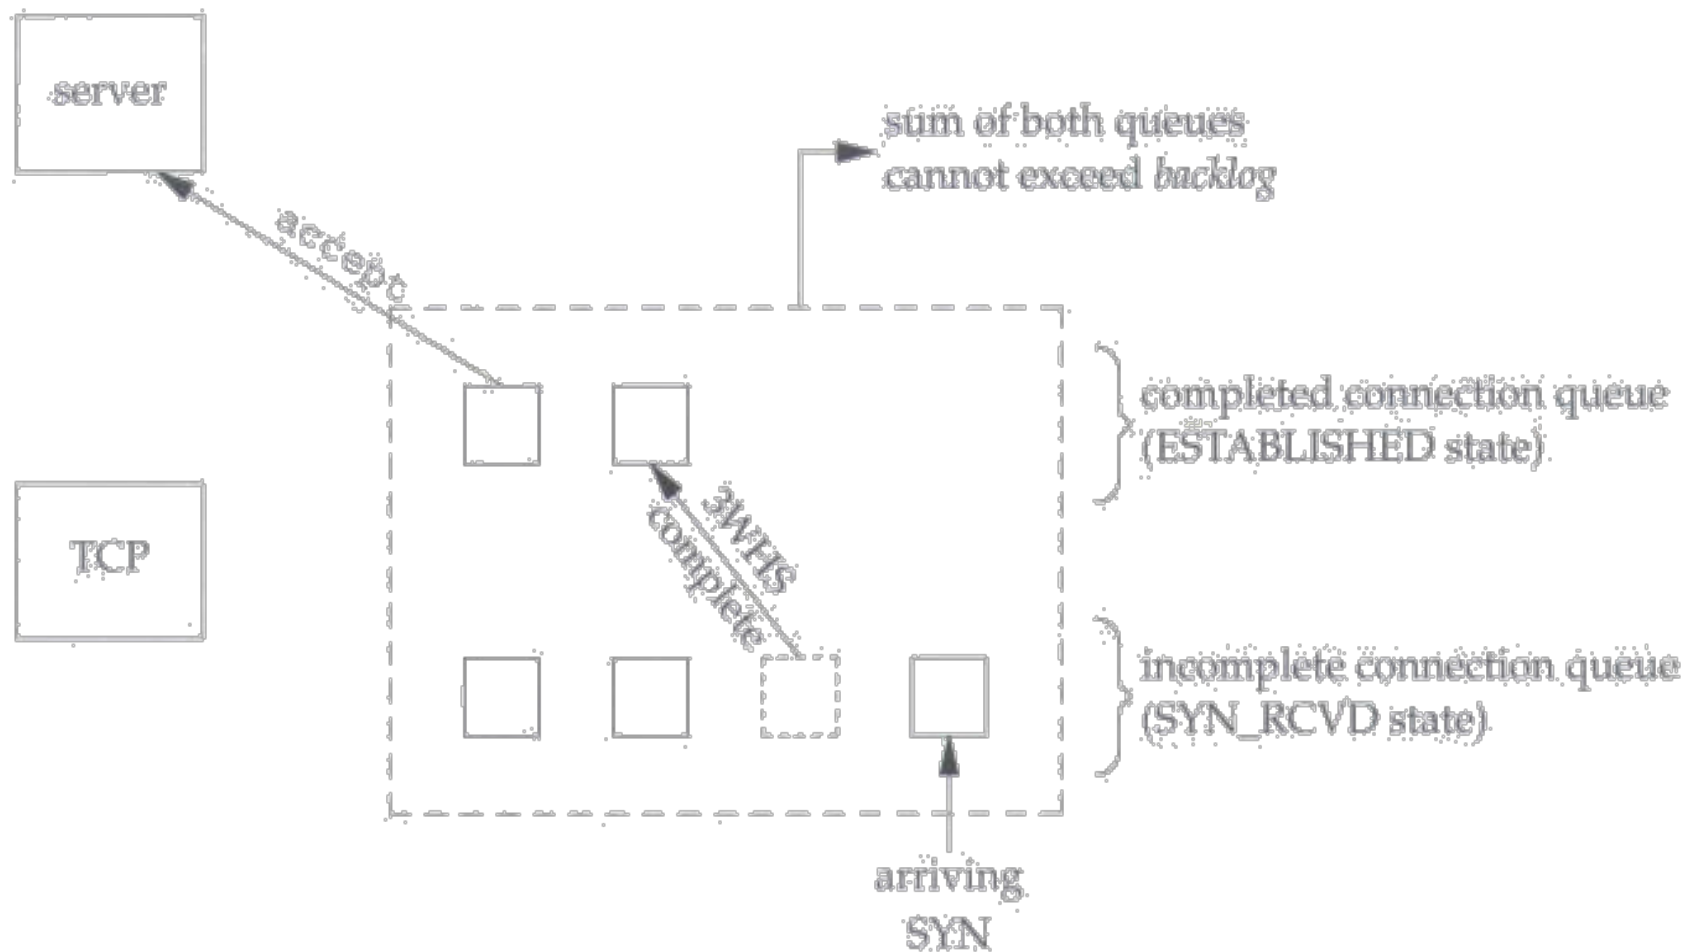 server
sum of both queues
cannot exceed backlog
accept
completed connection queue
(ESTABLISHED state)
3WHS
complete
TCP
incomplete connection queue
(SYN_RCVD state)
arriving
SYN